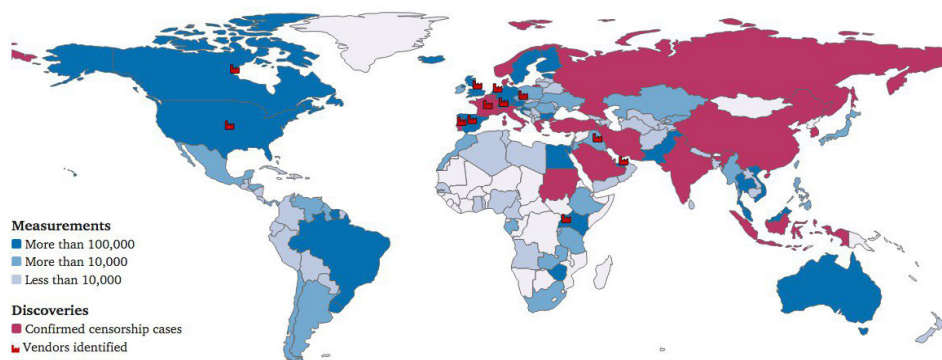 Measurements
More than 100,000
More than 10,000
Less than 10,000
Discoveries
Confirmed censorship cases
Vendors identified